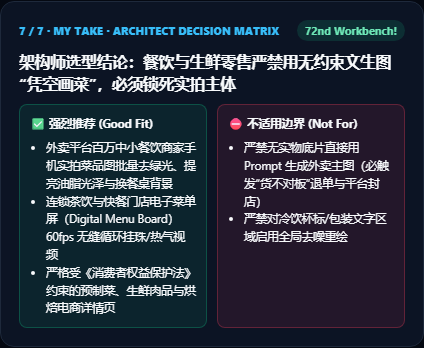 7 / 7 · MY TAKE · ARCHITECT DECISION MATRIX
72nd Workbench!
架构师选型结论：餐饮与生鲜零售严禁用无约束文生图
“凭空画菜”，必须锁死实拍主体
✅ 强烈推荐 (Good Fit)
• 外卖平台百万中小餐饮商家手
机实拍菜品图批量去绿光、提
亮油脂光泽与换餐桌背景
• 连锁茶饮与快餐门店电子菜单
屏（Digital Menu Board）
60fps 无缝循环挂珠/热气视
频
• 严格受《消费者权益保护法》
约束的预制菜、生鲜肉品与烘
焙电商详情页
⛔ 不适用边界 (Not For)
• 严禁无实物底片直接用
Prompt 生成外卖主图（必触
发“货不对板”退单与平台封
店）
• 严禁对冷饮杯标/包装文字区
域启用全局去噪重绘